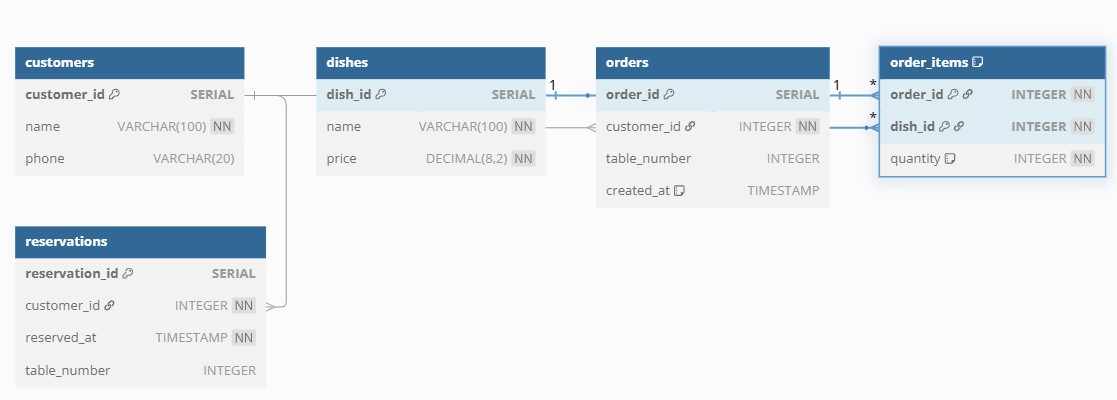 customers
customer_id SERIAL
name VARCHAR(100) NN
phone VARCHAR(20)
dishes
dish_id SERIAL 1
name VARCHAR(100) NN
price DECIMAL(8,2) NN
orders
order_id SERIAL 1
customer_id INTEGER NN
table_number INTEGER
created_at TIMESTAMP
order_items
* order_id INTEGER NN
* dish_id INTEGER NN
quantity INTEGER NN
reservations
reservation_id SERIAL
customer_id INTEGER NN
reserved_at TIMESTAMP NN
table_number INTEGER